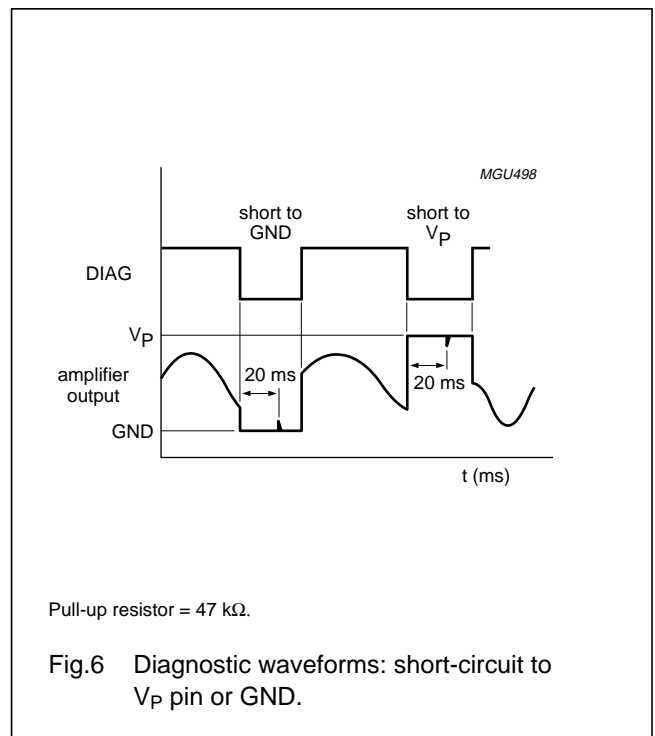 MGU498
short to
GND
short to
VP
DIAG
VP
amplifier
output
20 ms
20 ms
GND
t (ms)
Pull-up resistor = 47 kΩ.
Fig.6 Diagnostic waveforms: short-circuit to
VP pin or GND.